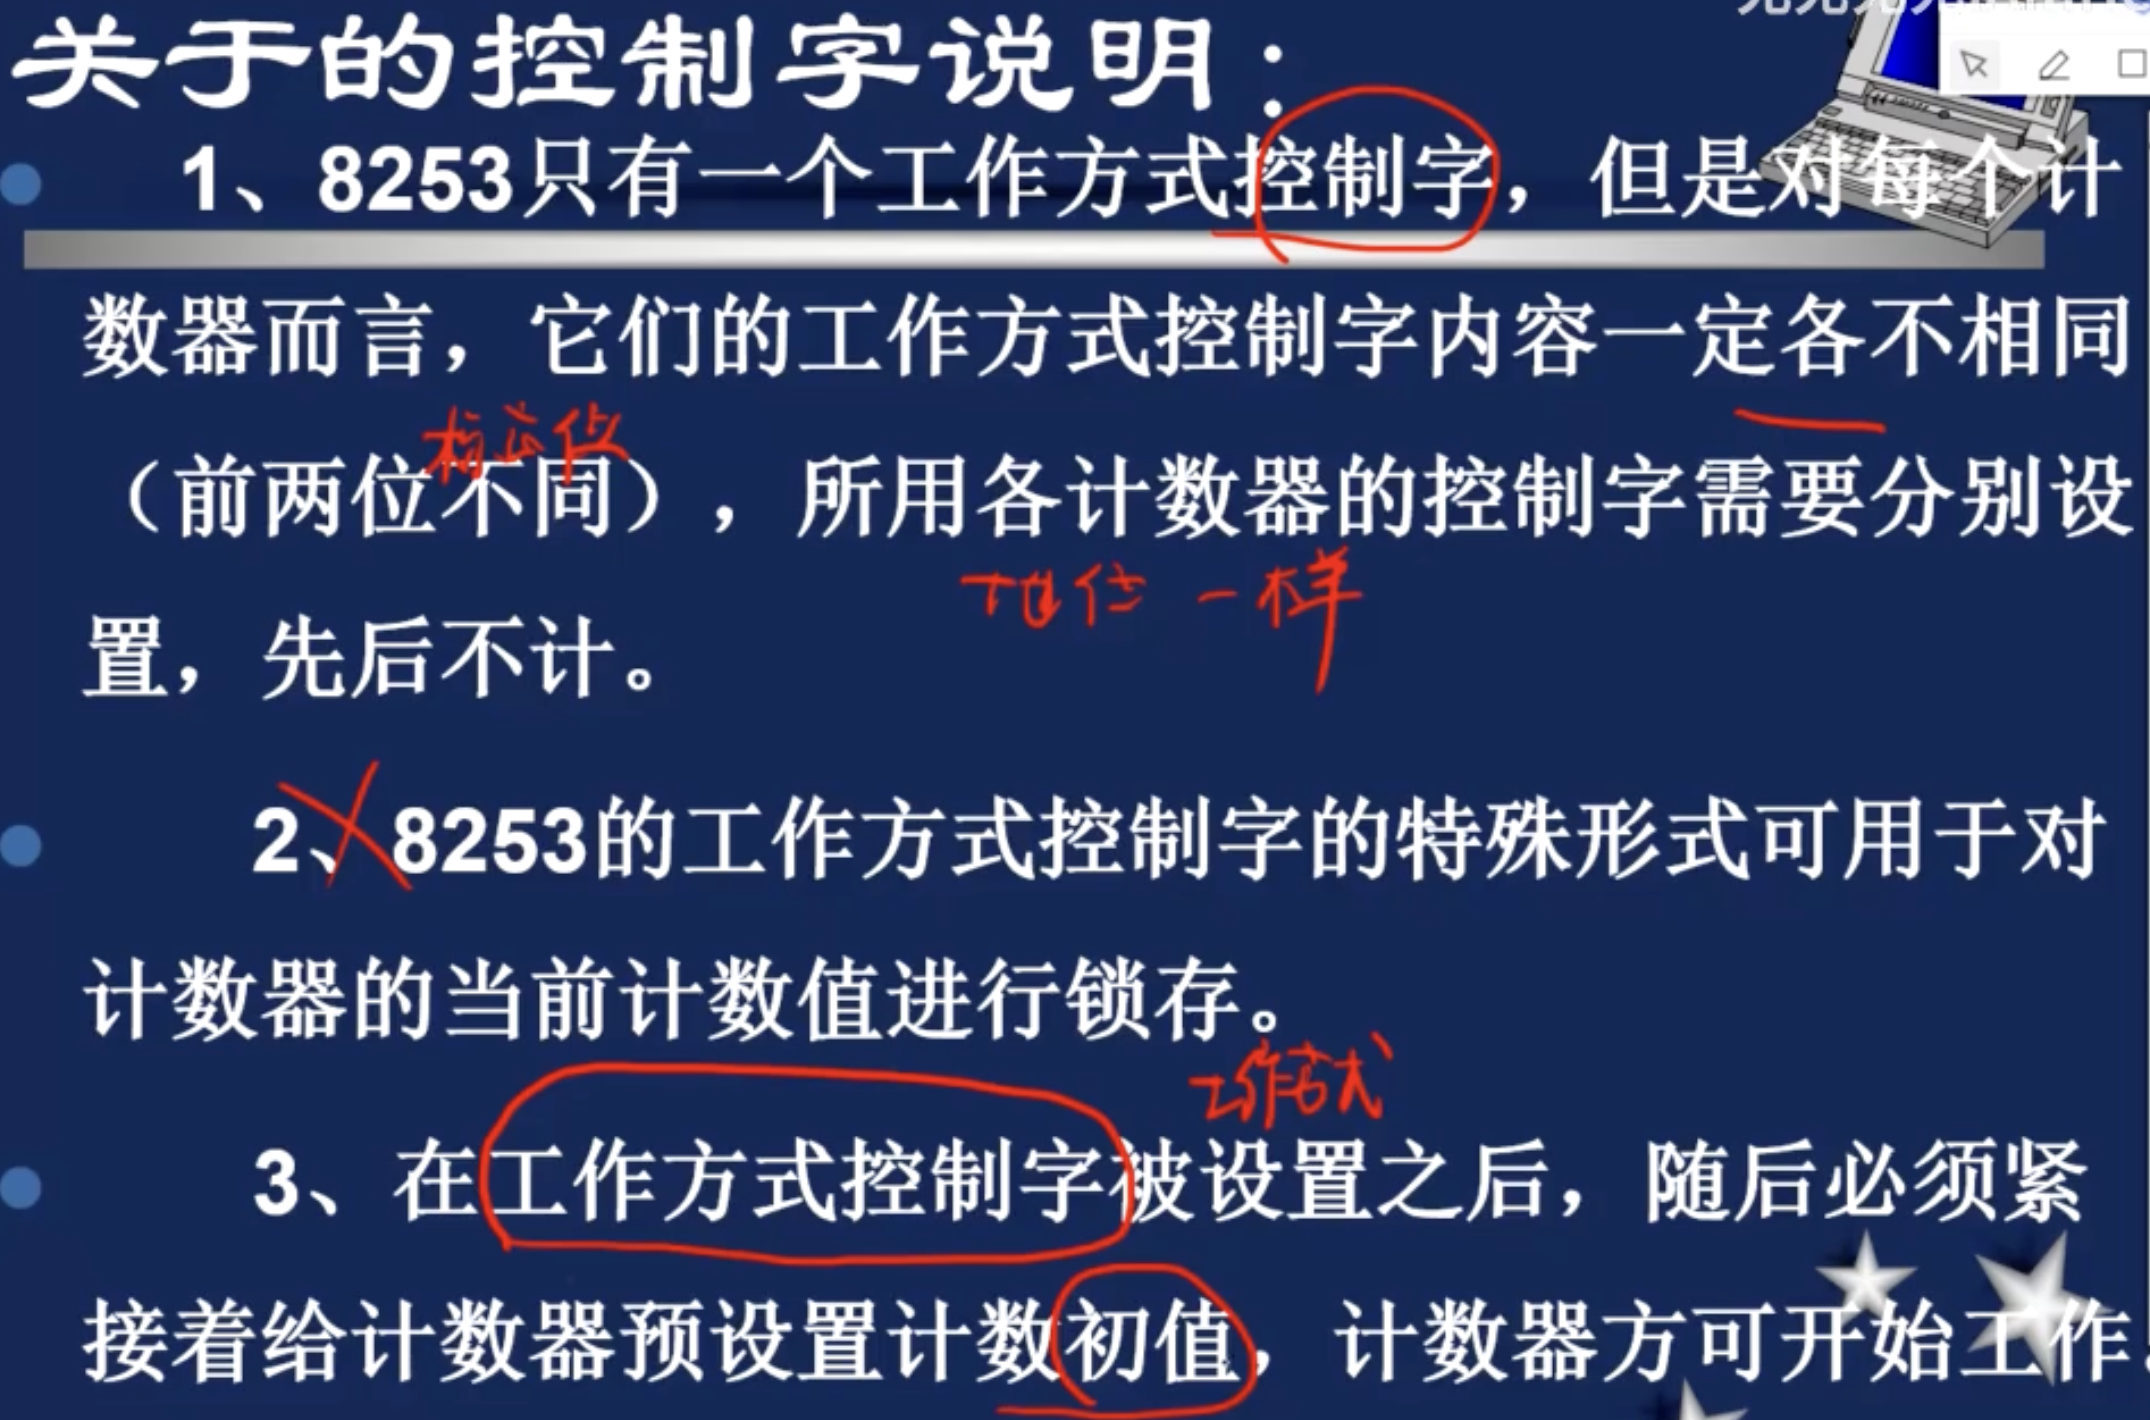 关于的控制字说明：
1、8253只有一个工作方式控制字，但是对每个计
数器而言，它们的工作方式控制字内容一定各不相同
标志位
（前两位不同），所用各计数器的控制字需要分别设
地位一样
置，先后不计。
2、8253的工作方式控制字的特殊形式可用于对
计数器的当前计数值进行锁存。
工作方式
3、在工作方式控制字被设置之后，随后必须紧
接着给计数器预设置计数初值，计数器方可开始工作